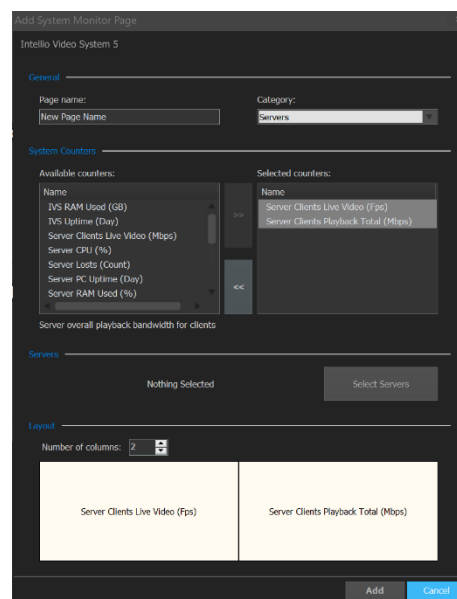 Add System Monitor Page
Intellio Video System 5
General
Page name:
Category:
New Page Name
Servers
System Counters
Available counters:
Selected counters:
Name
Name
IVS RAM Used (GB)
IVS Uptime (Day)
Server Clients Live Video (Mbps)
Server CPU (%)
Server Losts (Count)
Server PC Uptime (Day)
Server RAM Used (%)
>>
<<
Server Clients Live Video (Fps)
Server Clients Playback Total (Mbps)
Server overall playback bandwidth for clients
Servers
Nothing Selected
Select Servers
Layout
Number of columns: 2
Server Clients Live Video (Fps)
Server Clients Playback Total (Mbps)
Add
Cancel